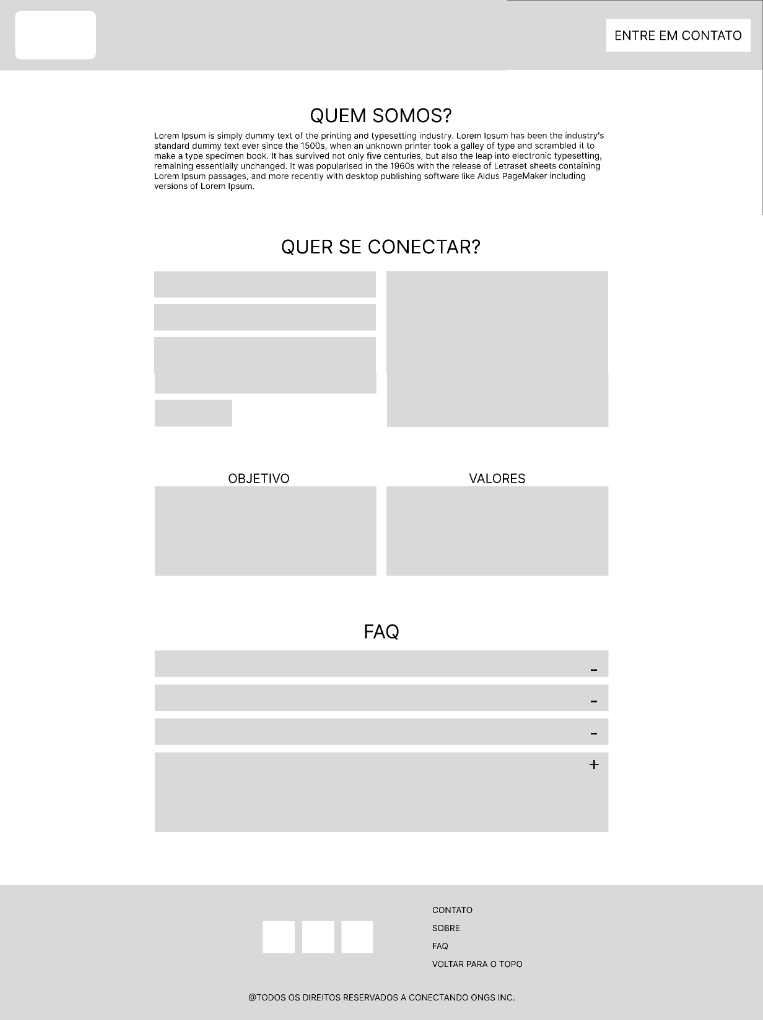 ENTRE EM CONTATO
QUEM SOMOS?
Lorem Ipsum is simply dummy text of the printing and typesetting industry. Lorem Ipsum has been the industry's
standard dummy text ever since the 1500s, when an unknown printer took a galley of type and scrambled it to
make a type specimen book. It has survived not only five centuries, but also the leap into electronic typesetting,
remaining essentially unchanged. It was popularised in the 1960s with the release of Letraset sheets containing
Lorem Ipsum passages, and more recently with desktop publishing software like Aldus PageMaker including
versions of Lorem Ipsum.
QUER SE CONECTAR?
OBJETIVO
VALORES
FAQ
-
-
-
+
CONTATO
SOBRE
FAQ
VOLTAR PARA O TOPO
@TODOS OS DIREITOS RESERVADOS A CONECTANDO ONGS INC.